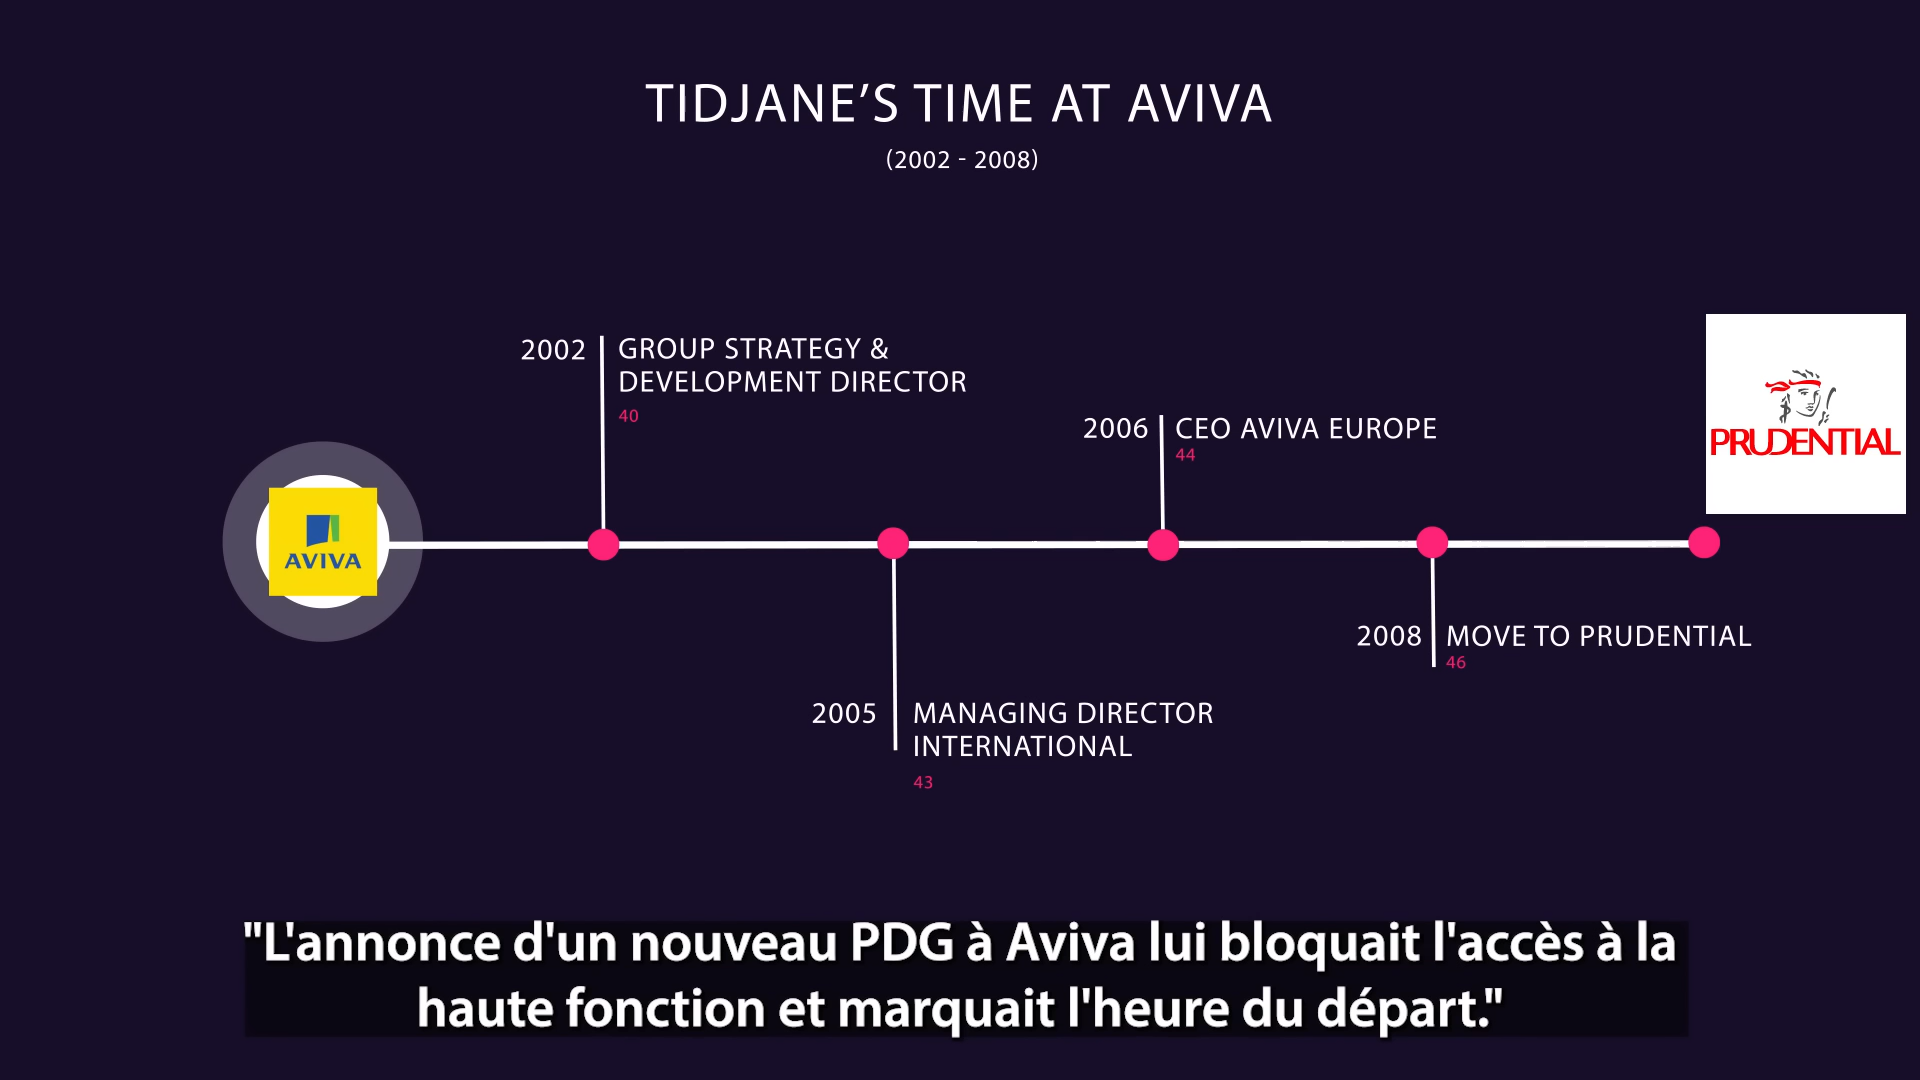 TIDJANE’S TIME AT AVIVA
(2002 - 2008)
2002
GROUP STRATEGY &
DEVELOPMENT DIRECTOR
40
2006
CEO AVIVA EUROPE
44
PRUDENTIAL
AVIVA
2008
MOVE TO PRUDENTIAL
46
2005
MANAGING DIRECTOR
INTERNATIONAL
43
"L'annonce d'un nouveau PDG à Aviva lui bloquait l'accès à la
haute fonction et marquait l'heure du départ."